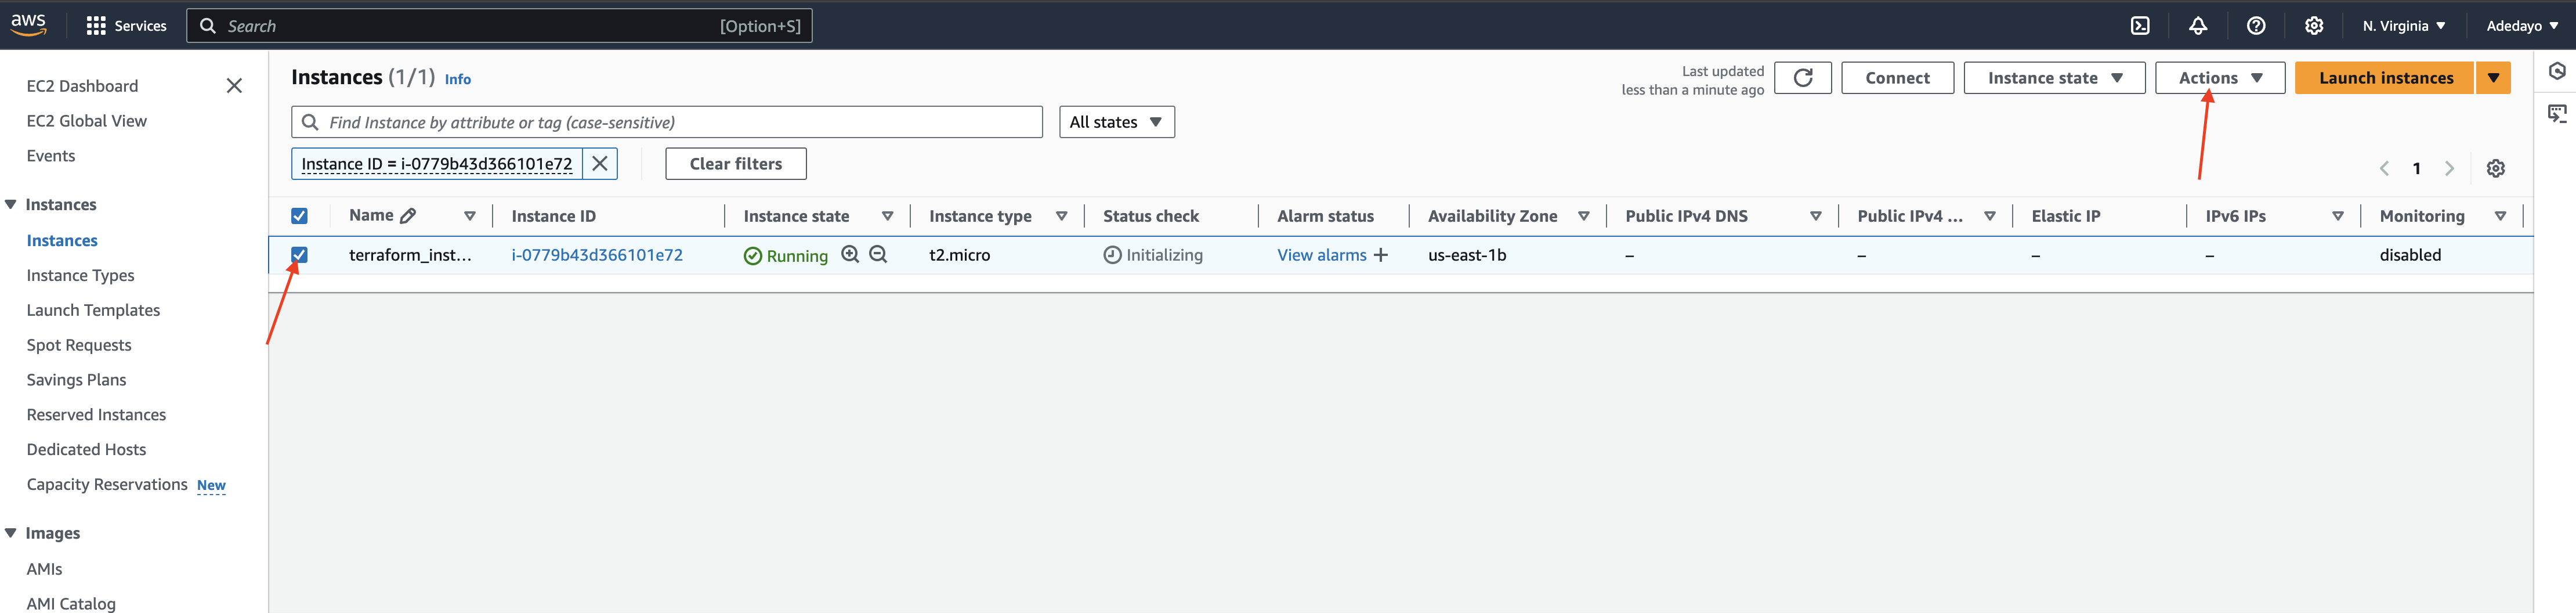 aws
Services
Search
[Option+S]
N. Virginia
Adedayo
EC2 Dashboard
EC2 Global View
Events
Instances
Instances
Instance Types
Launch Templates
Spot Requests
Savings Plans
Reserved Instances
Dedicated Hosts
Capacity Reservations New
Images
AMIs
AMI Catalog
Instances (1/1) Info
Last updated
less than a minute ago
Connect
Instance state
Actions
Launch instances
Find Instance by attribute or tag (case-sensitive)
All states
Instance ID = i-0779b43d366101e72
Clear filters
1
Name Instance ID Instance state Instance type Status check Alarm status Availability Zone Public IPv4 DNS Public IPv4 ... Elastic IP IPv6 IPs Monitoring
terraform_inst... i-0779b43d366101e72 Running t2.micro Initializing View alarms + us-east-1b – – – – disabled